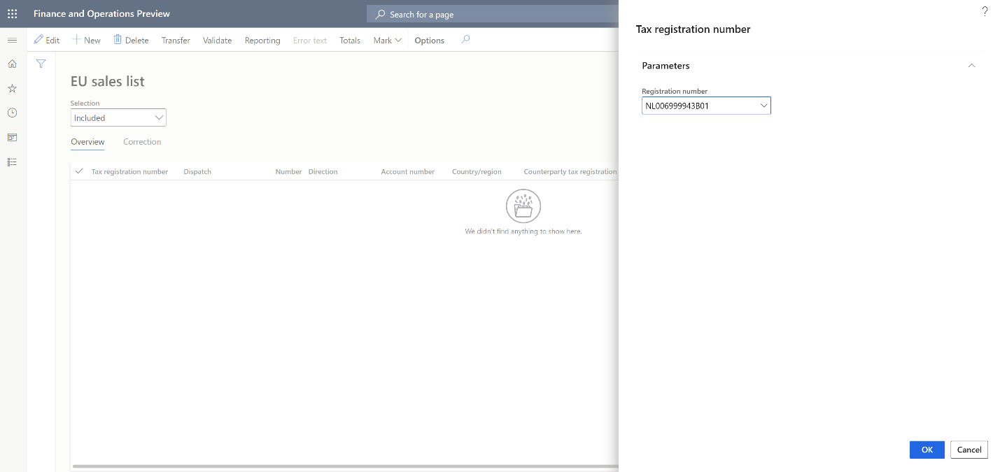 Finance and Operations Preview
Search for a page
?
Edit New Delete Transfer Validate Reporting Error text Totals Mark Options
EU sales list
Selection
Included
Overview Correction
Tax registration number Dispatch Number Direction Account number Country/region Counterparty tax registration
We didn't find anything to show here.
Tax registration number
Parameters
Registration number
NL006999943B01
OK Cancel